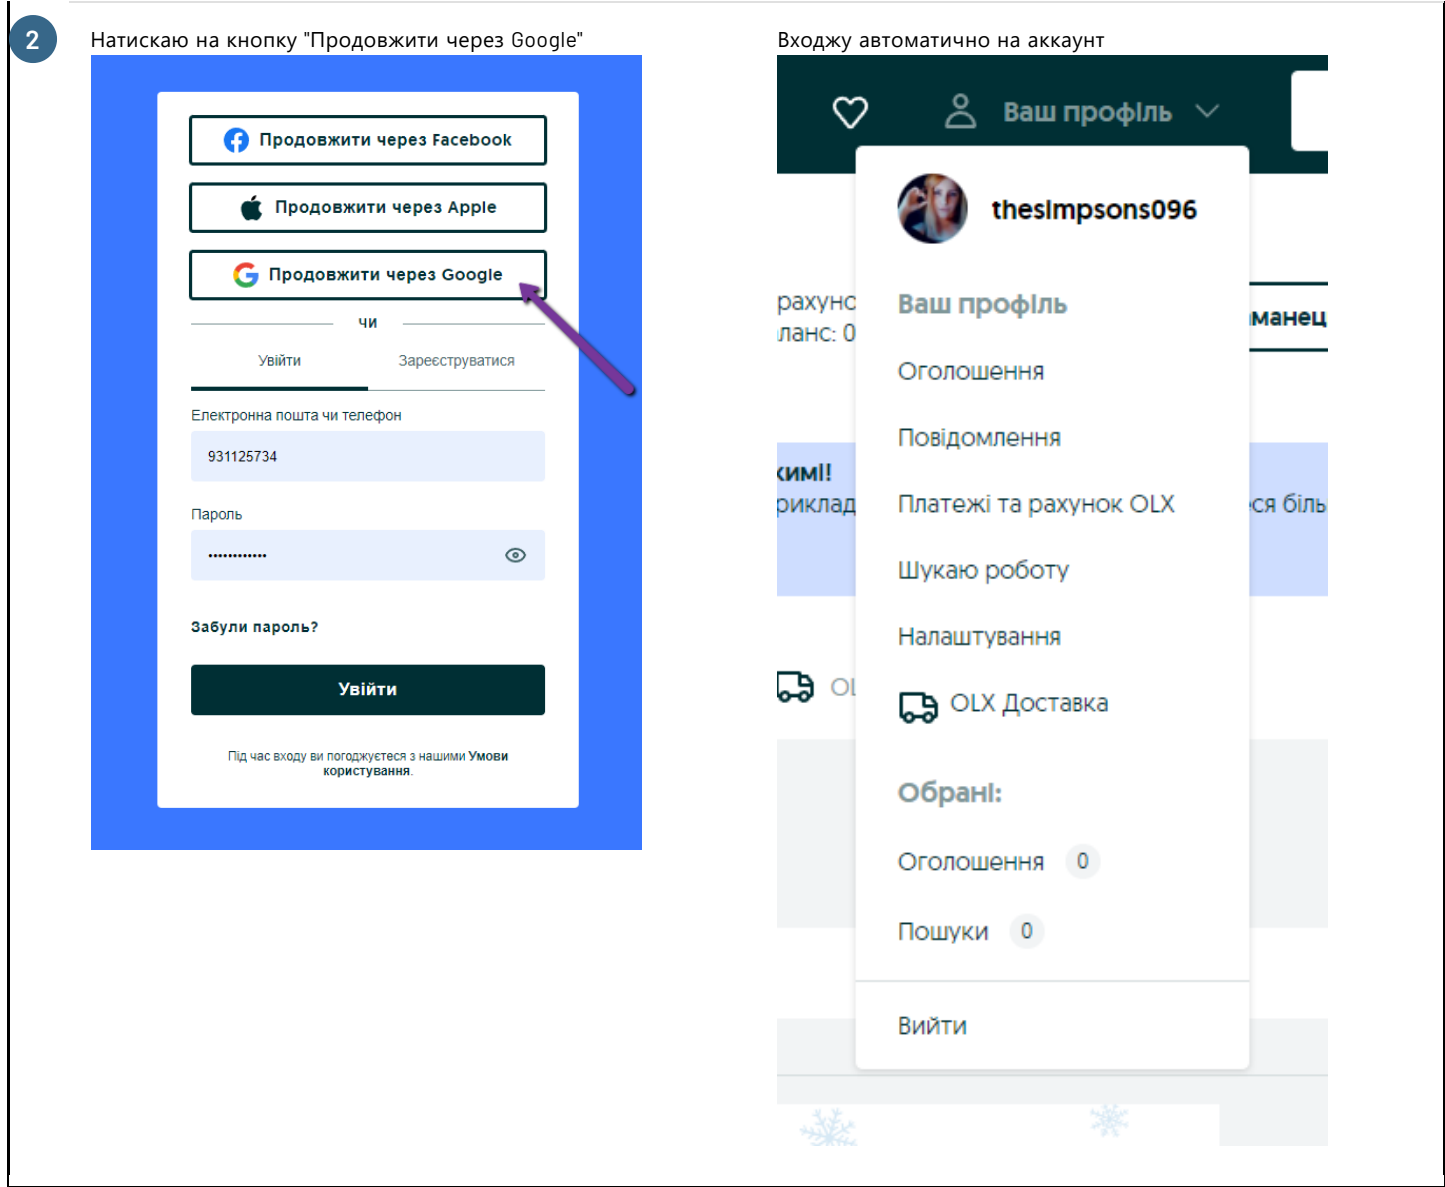 2
Натискаю на кнопку "Продовжити через Google"
Продовжити через Facebook
Продовжити через Apple
Продовжити через Google
чи
Увійти
Зареєструватися
Електронна пошта чи телефон
931125734
Пароль
••••••••••••
Забули пароль?
Увійти
Під час входу ви погоджуєтеся з нашими Умови
користування.
Входжу автоматично на аккаунт
Ваш профіль
thesimpsons096
рахуно
ланс: 0
Ваш профіль
манец
Оголошення
Повідомлення
кимі!
риклад
Платежі та рахунок OLX
ся біль
Шукаю роботу
Налаштування
OL
OLX Доставка
Обрані:
Оголошення 0
Пошуки 0
Вийти